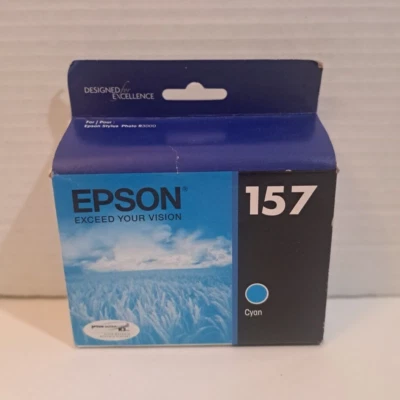 DESIGNED for
EXCELLENCE
For / Pour :
Epson Stylus Photo R3000
EPSON®
EXCEED YOUR VISION
157
Cyan